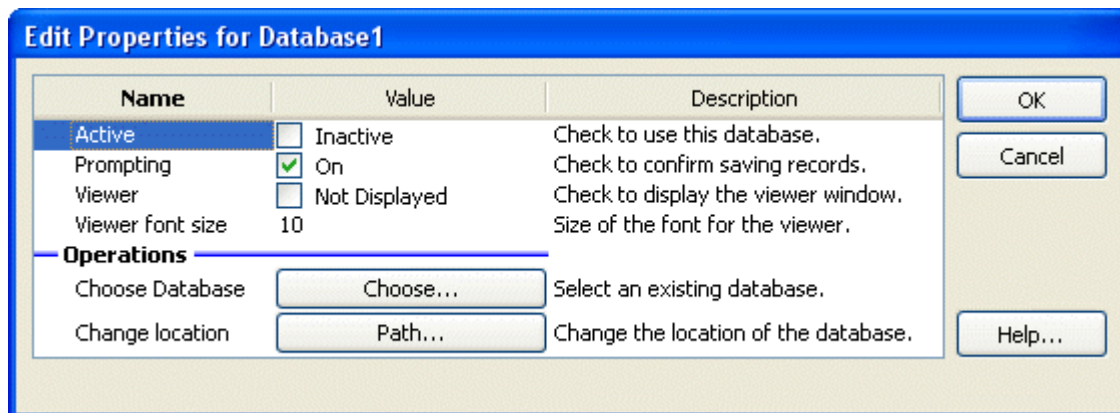 Edit Properties for Database1
Name Value Description
Active Inactive Check to use this database.
Prompting On Check to confirm saving records.
Viewer Not Displayed Check to display the viewer window.
Viewer font size 10 Size of the font for the viewer.
Operations
Choose Database Choose... Select an existing database.
Change location Path... Change the location of the database.
OK
Cancel
Help...